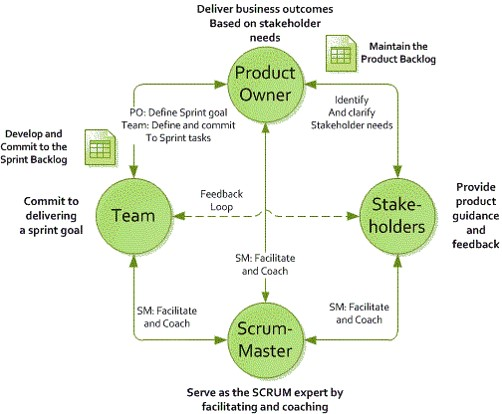 Deliver business outcomes
Based on stakeholder
needs
Maintain the
Product Backlog
Product
Owner
PO: Define Sprint goal
Team: Define and commit
To Sprint tasks
Identify
And clarify
Stakeholder needs
Develop and
Commit to the
Sprint Backlog
Commit to
delivering
a sprint goal
Team
Feedback
Loop
Stake-
holders
Provide
product
guidance
and
feedback
SM: Facilitate
and Coach
SM: Facilitate
and Coach
SM: Facilitate
and Coach
Scrum-
Master
Serve as the SCRUM expert by
facilitating and coaching